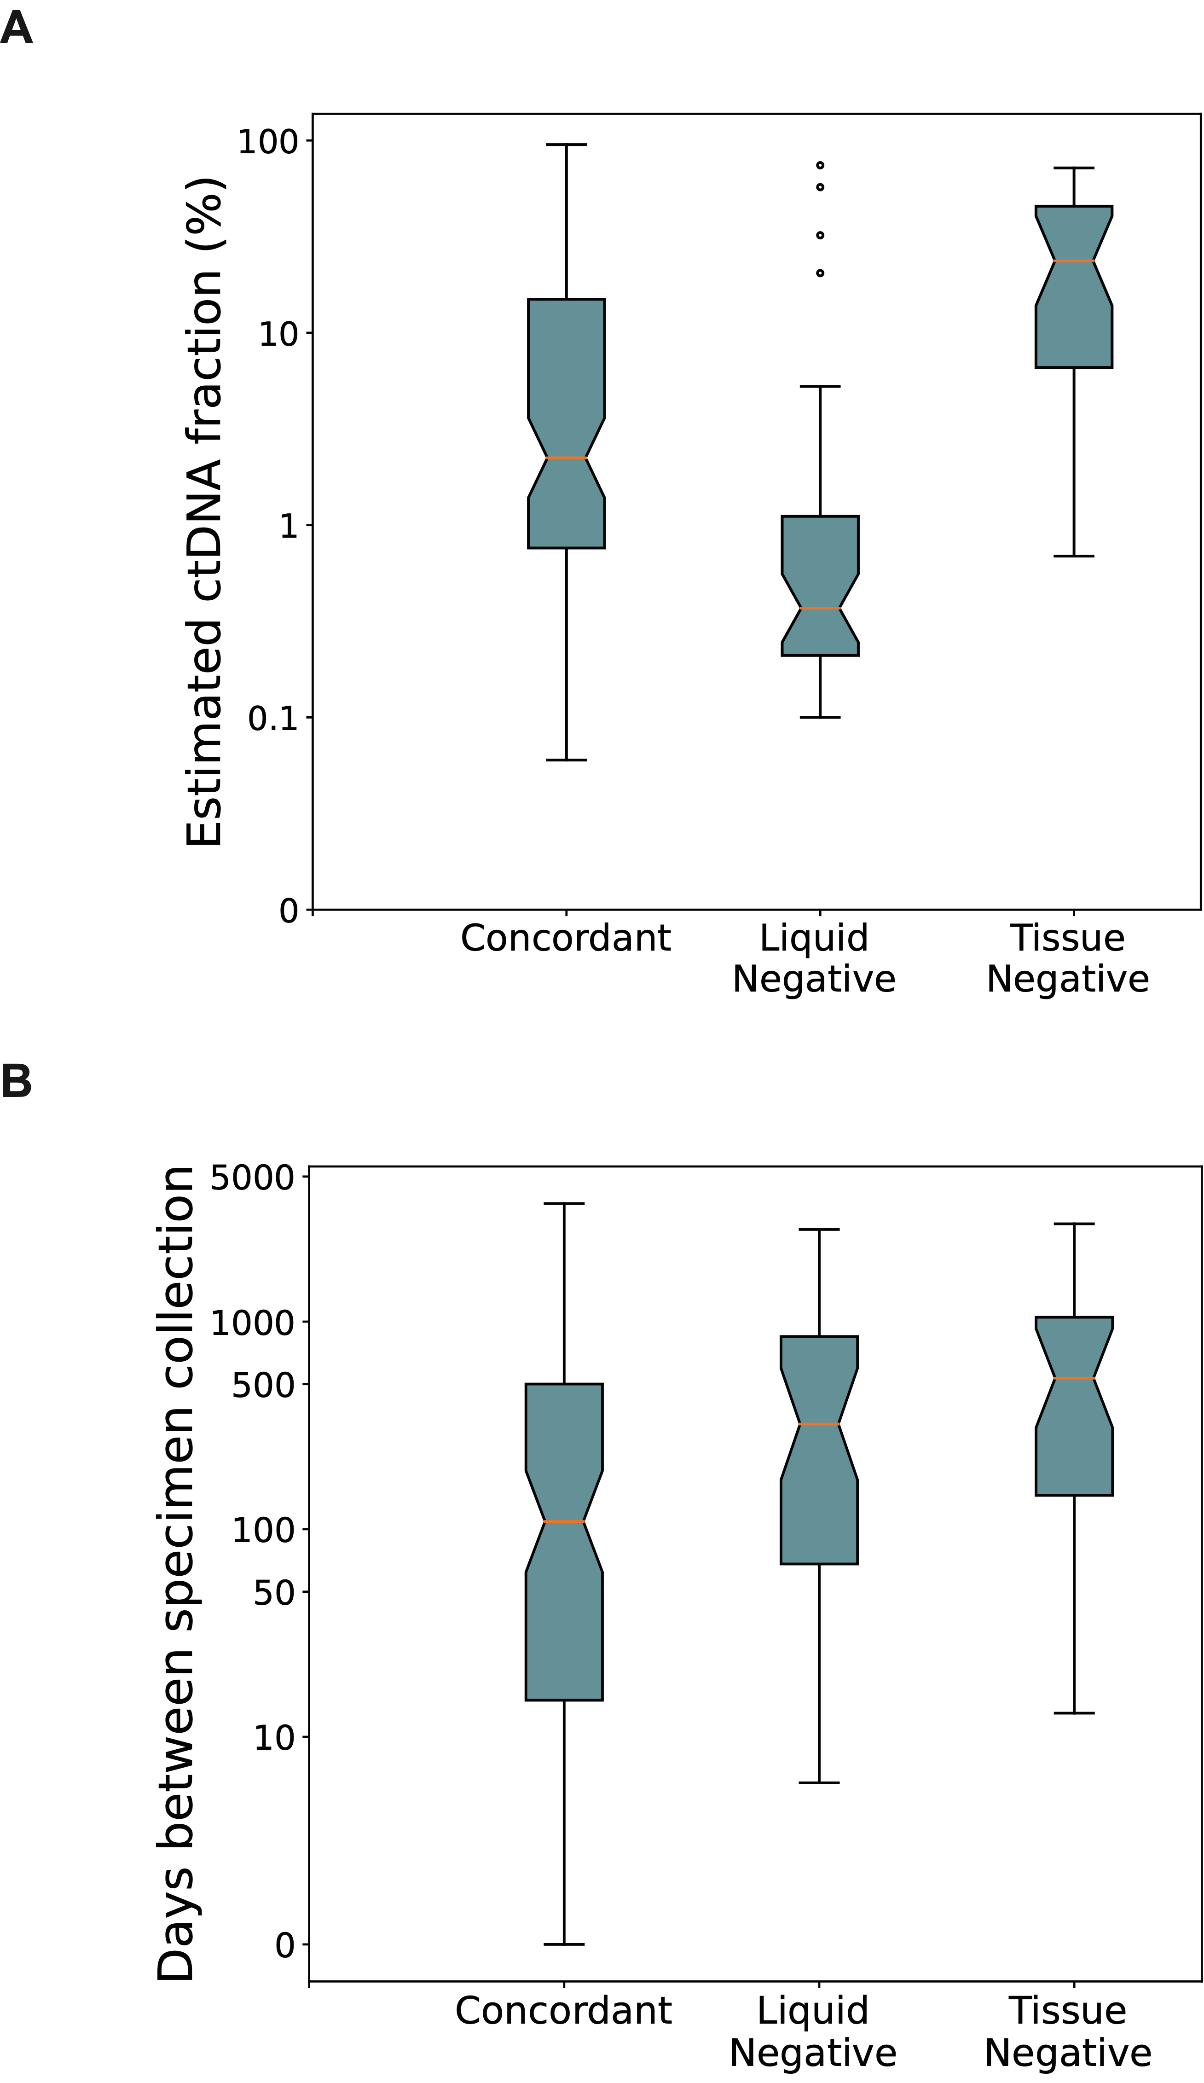 A
Estimated ctDNA fraction (%)
100
10
1
0.1
0
Concordant
Liquid
Negative
Tissue
Negative
B
Days between specimen collection
5000
1000
500
100
50
10
0
Concordant
Liquid
Negative
Tissue
Negative